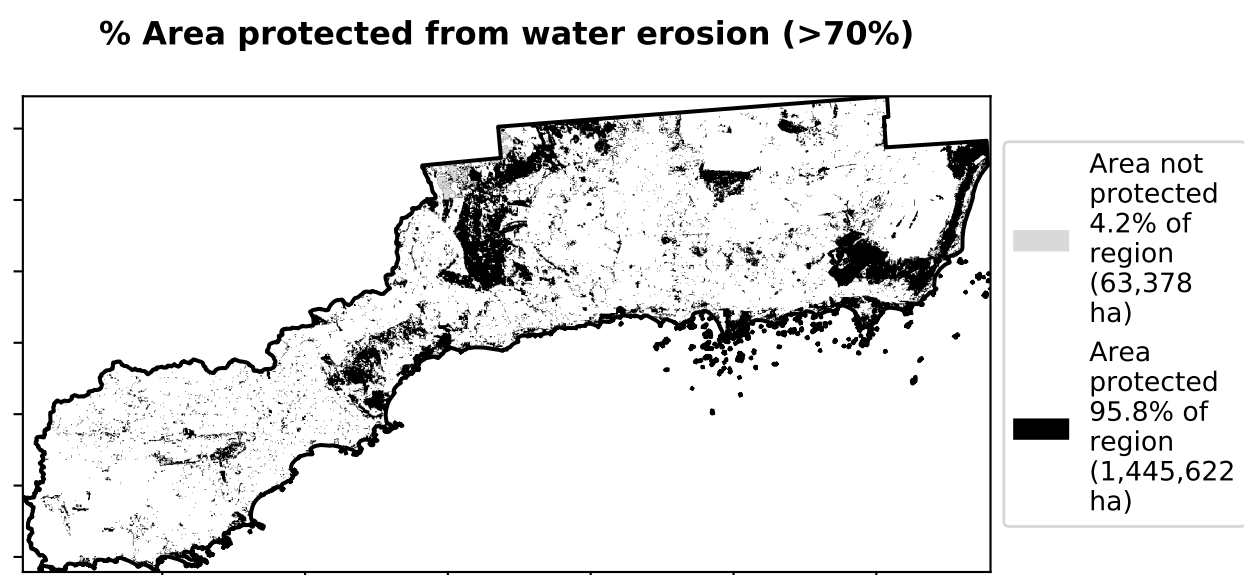 % Area protected from water erosion (>70%)
Area not
protected
4.2% of
region
(63,378
ha)
Area
protected
95.8% of
region
(1,445,622
ha)